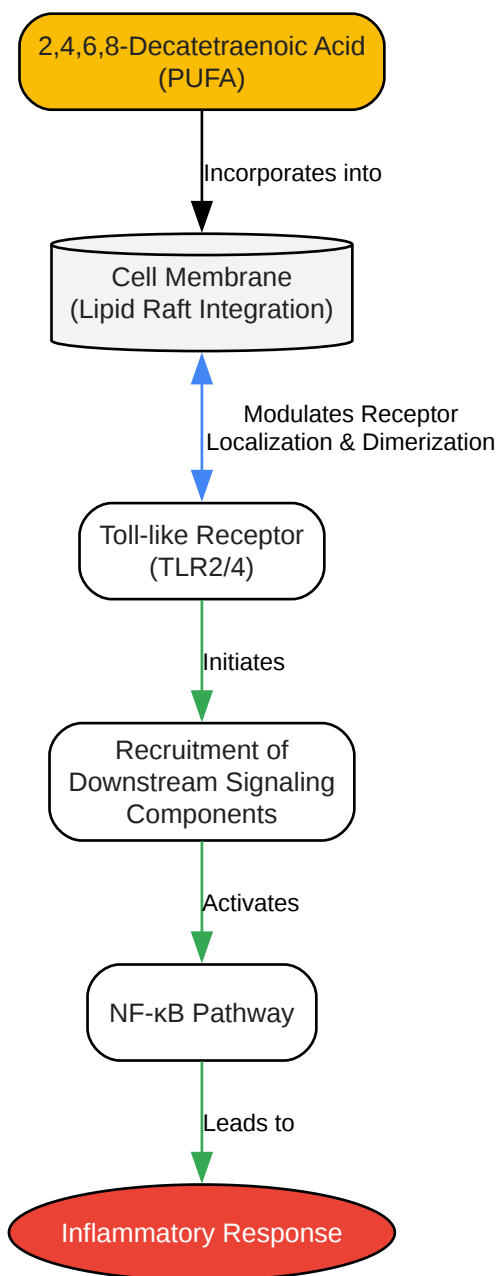 2,4,6,8-Decatetraenoic Acid
(PUFA)
Incorporates into
Cell Membrane
(Lipid Raft Integration)
Modulates Receptor
Localization & Dimerization
Toll-like Receptor
(TLR2/4)
Initiates
Recruitment of
Downstream Signaling
Components
Activates
NF-κB Pathway
Leads to
Inflammatory Response